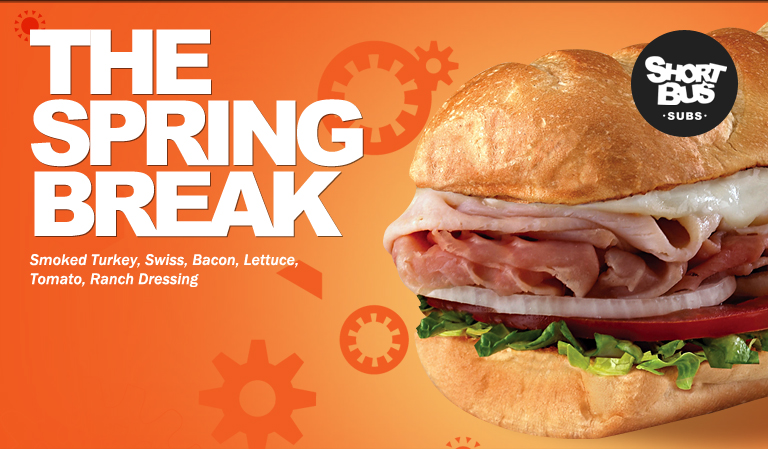 THE
SPRING
BREAK
Smoked Turkey, Swiss, Bacon, Lettuce,
Tomato, Ranch Dressing
SHORT
BUS
·SUBS·